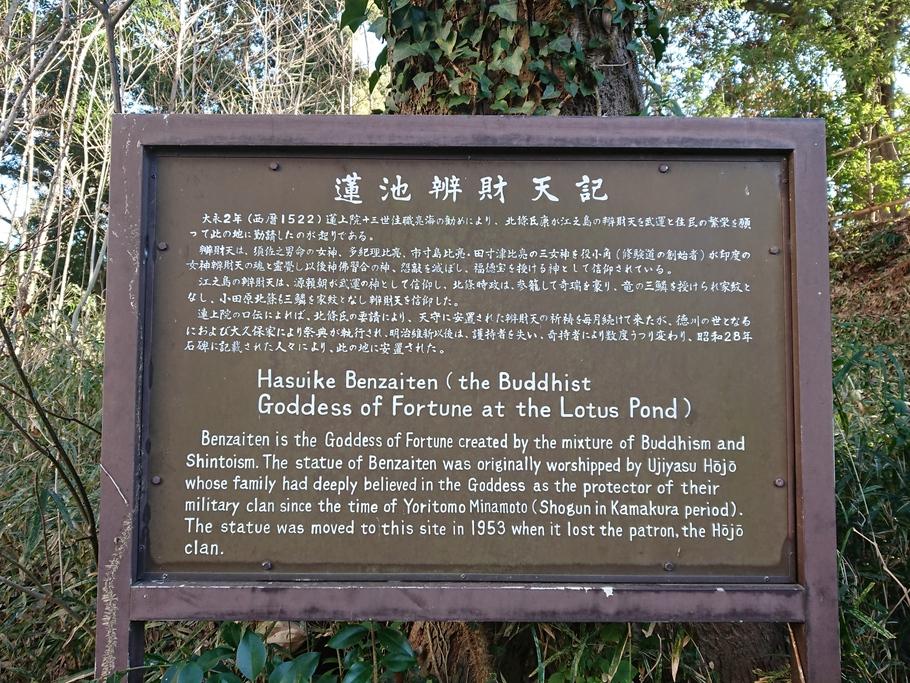 蓮池辨財天記
大永2年(西暦1522)蓮上院十三世住職亮海の勧めにより、北條氏康が江之島の辨財天を武運と住民の繁栄を願
って此の地に勧請したのが起りである。
辨財天は、須佐之男命の女神、多紀理比売、市寸島比売・田寸津比売の三女神を役小角(修験道の創始者)が印度の
女神辨財天の魂と霊感し以後神佛習合の神、怨敵を滅ぼし、福徳宝を授ける神として信仰されている。
江之島の辨財天は、源頼朝が武運の神として信仰し、北條時政は、参籠して奇瑞を蒙り、竜の三鱗を授けられ家紋と
なし、小田原北條も三鱗を家紋となし辨財天を信仰した。
蓮上院の口伝によれば、北條氏の要請により、天守に安置された辨財天の祈祷を毎月続けて来たが、徳川の世となる
におよび大久保家により祭典が執行され、明治維新以後は、護持者を失い、奇特者により数度うつり変わり、昭和28年
石碑に記載された人々により、此の地に安置された。
Hasuike Benzaiten (the Buddhist
Goddess of Fortune at the Lotus Pond)
Benzaiten is the Goddess of Fortune created by the mixture of Buddhism and
Shintoism. The statue of Benzaiten was originally worshipped by Ujiyasu Hōjō
whose family had deeply believed in the Goddess as the protector of their
military clan since the time of Yoritomo Minamoto (Shogun in Kamakura period).
The statue was moved to this site in 1953 when it lost the patron, the Hōjō
clan.